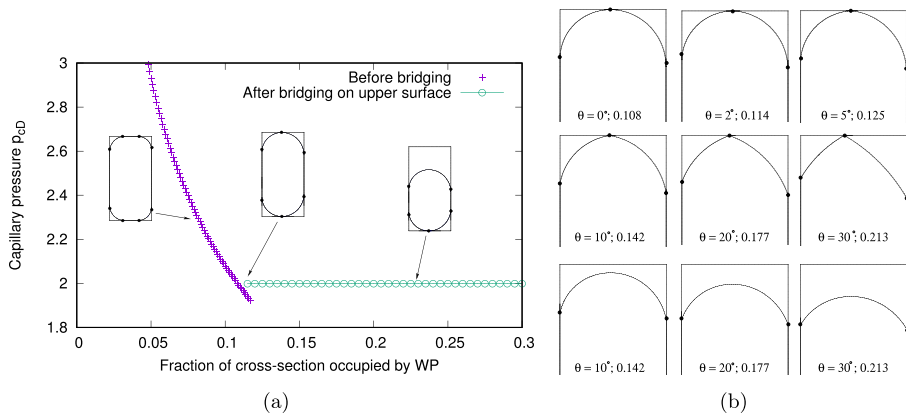 3
2.8
2.6
2.4
2.2
2
1.8
0
0.05
0.1
0.15
0.2
0.25
0.3
Capillary pressure pcD
Fraction of cross-section occupied by WP
Before bridging
After bridging on upper surface
(a)
θ = 0°; 0.108
θ = 2°; 0.114
θ = 5°; 0.125
θ = 10°; 0.142
θ = 20°; 0.177
θ = 30°; 0.213
θ = 10°; 0.142
θ = 20°; 0.177
θ = 30°; 0.213
(b)